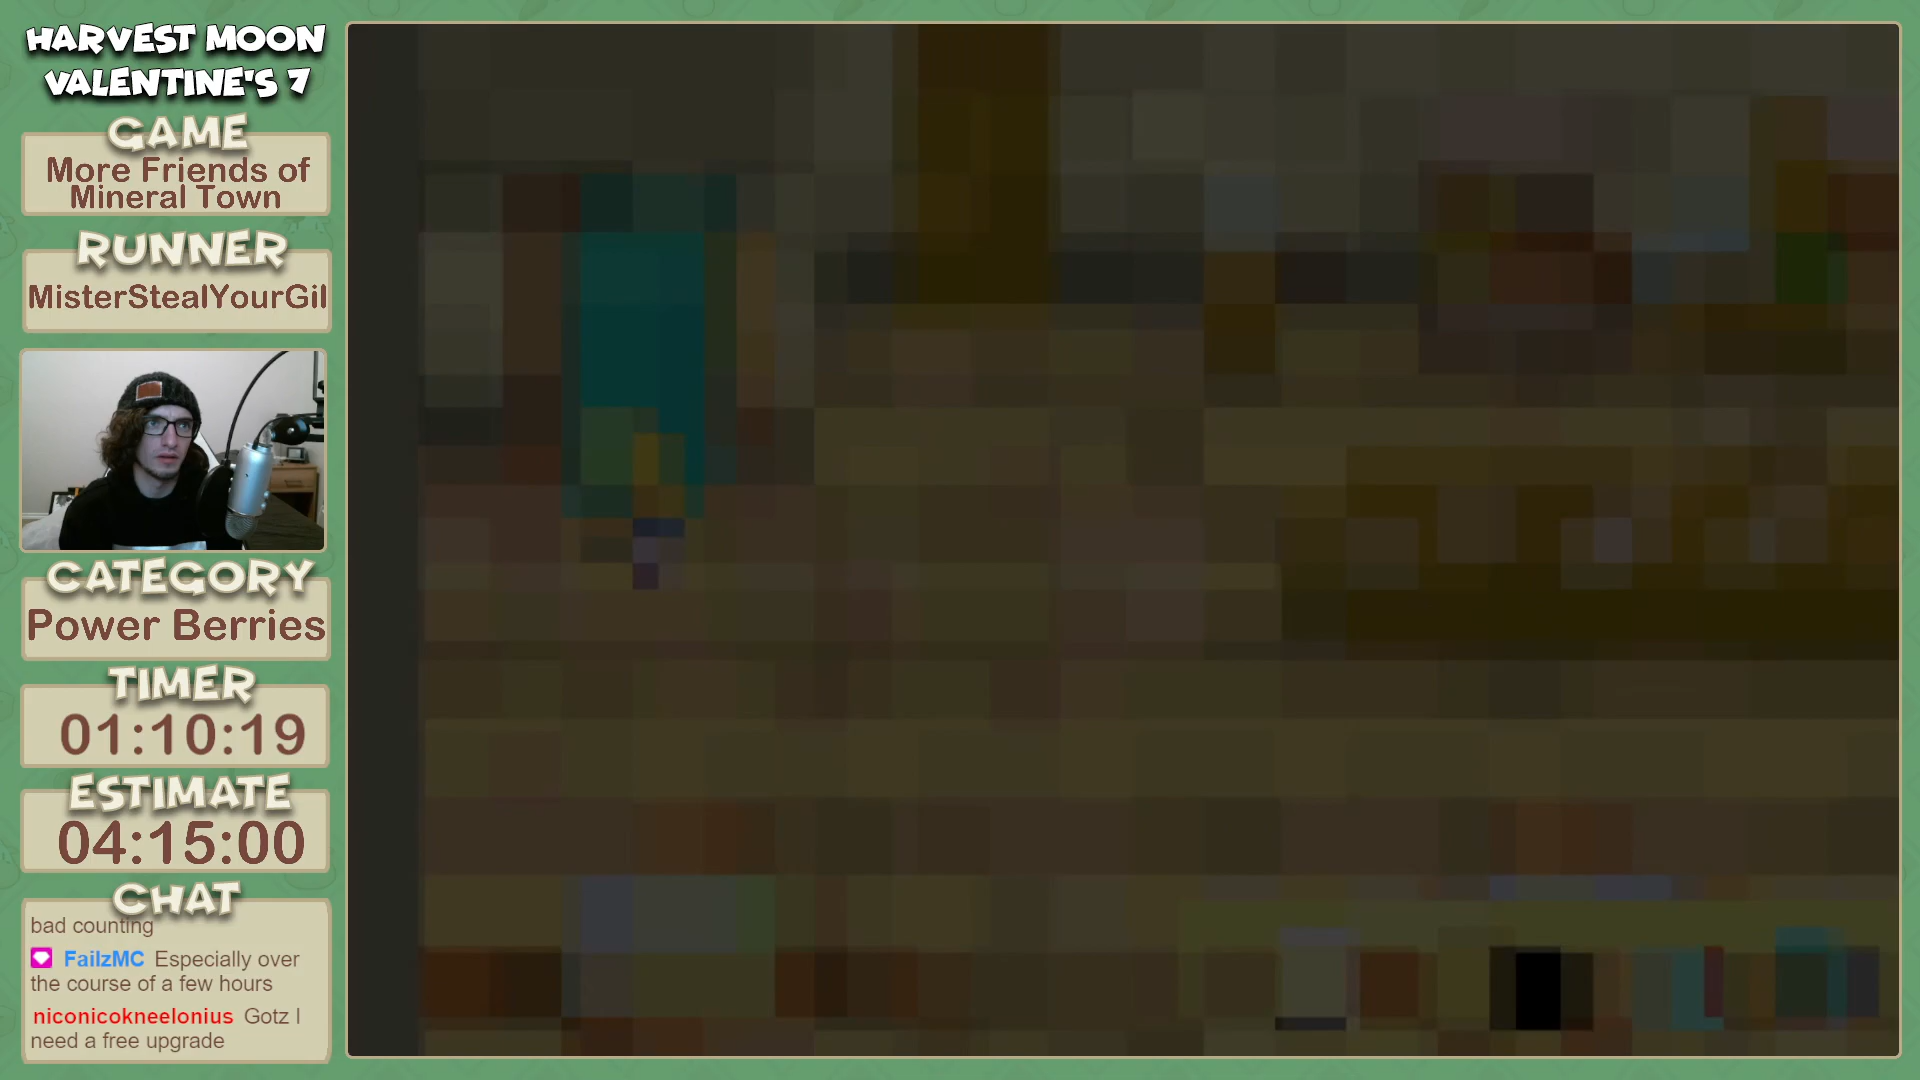 HARVEST MOON
VALENTINE'S 7
GAME
More Friends of
Mineral Town
RUNNER
MisterStealYourGil
CATEGORY
Power Berries
TIMER
01:10:19
ESTIMATE
04:15:00
CHAT
bad counting
FailzMC Especially over
the course of a few hours
niconicokneelonius Gotz I
need a free upgrade